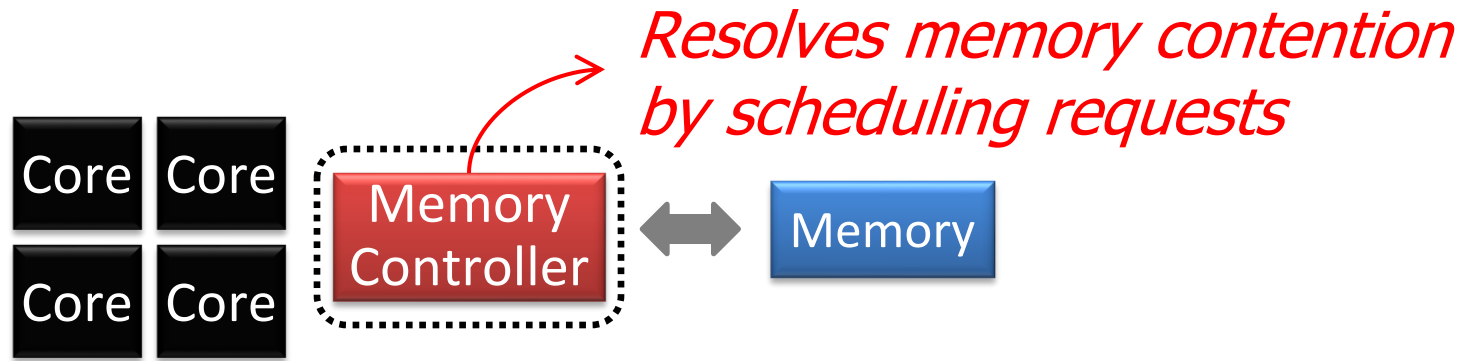 Resolves memory contention
by scheduling requests
Core Core
Core Core
Memory
Controller
Memory